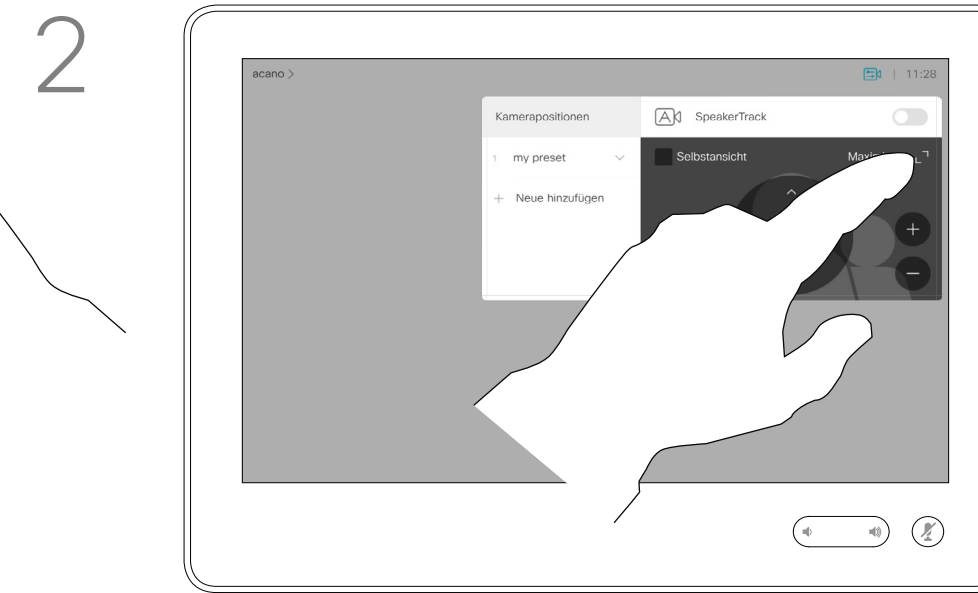 2
acano >
11:28
Kamerapositionen
SpeakerTrack
1 my preset
Selbstansicht
+ Neue hinzufügen